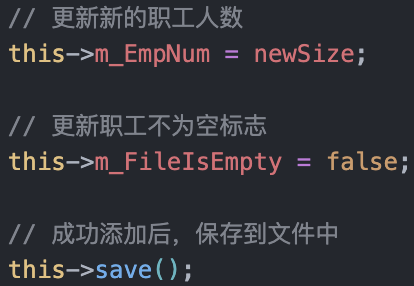 // 更新新的职工人数
this->m_EmpNum = newSize;
// 更新职工不为空标志
this->m_FileIsEmpty = false;
// 成功添加后，保存到文件中
this->save();